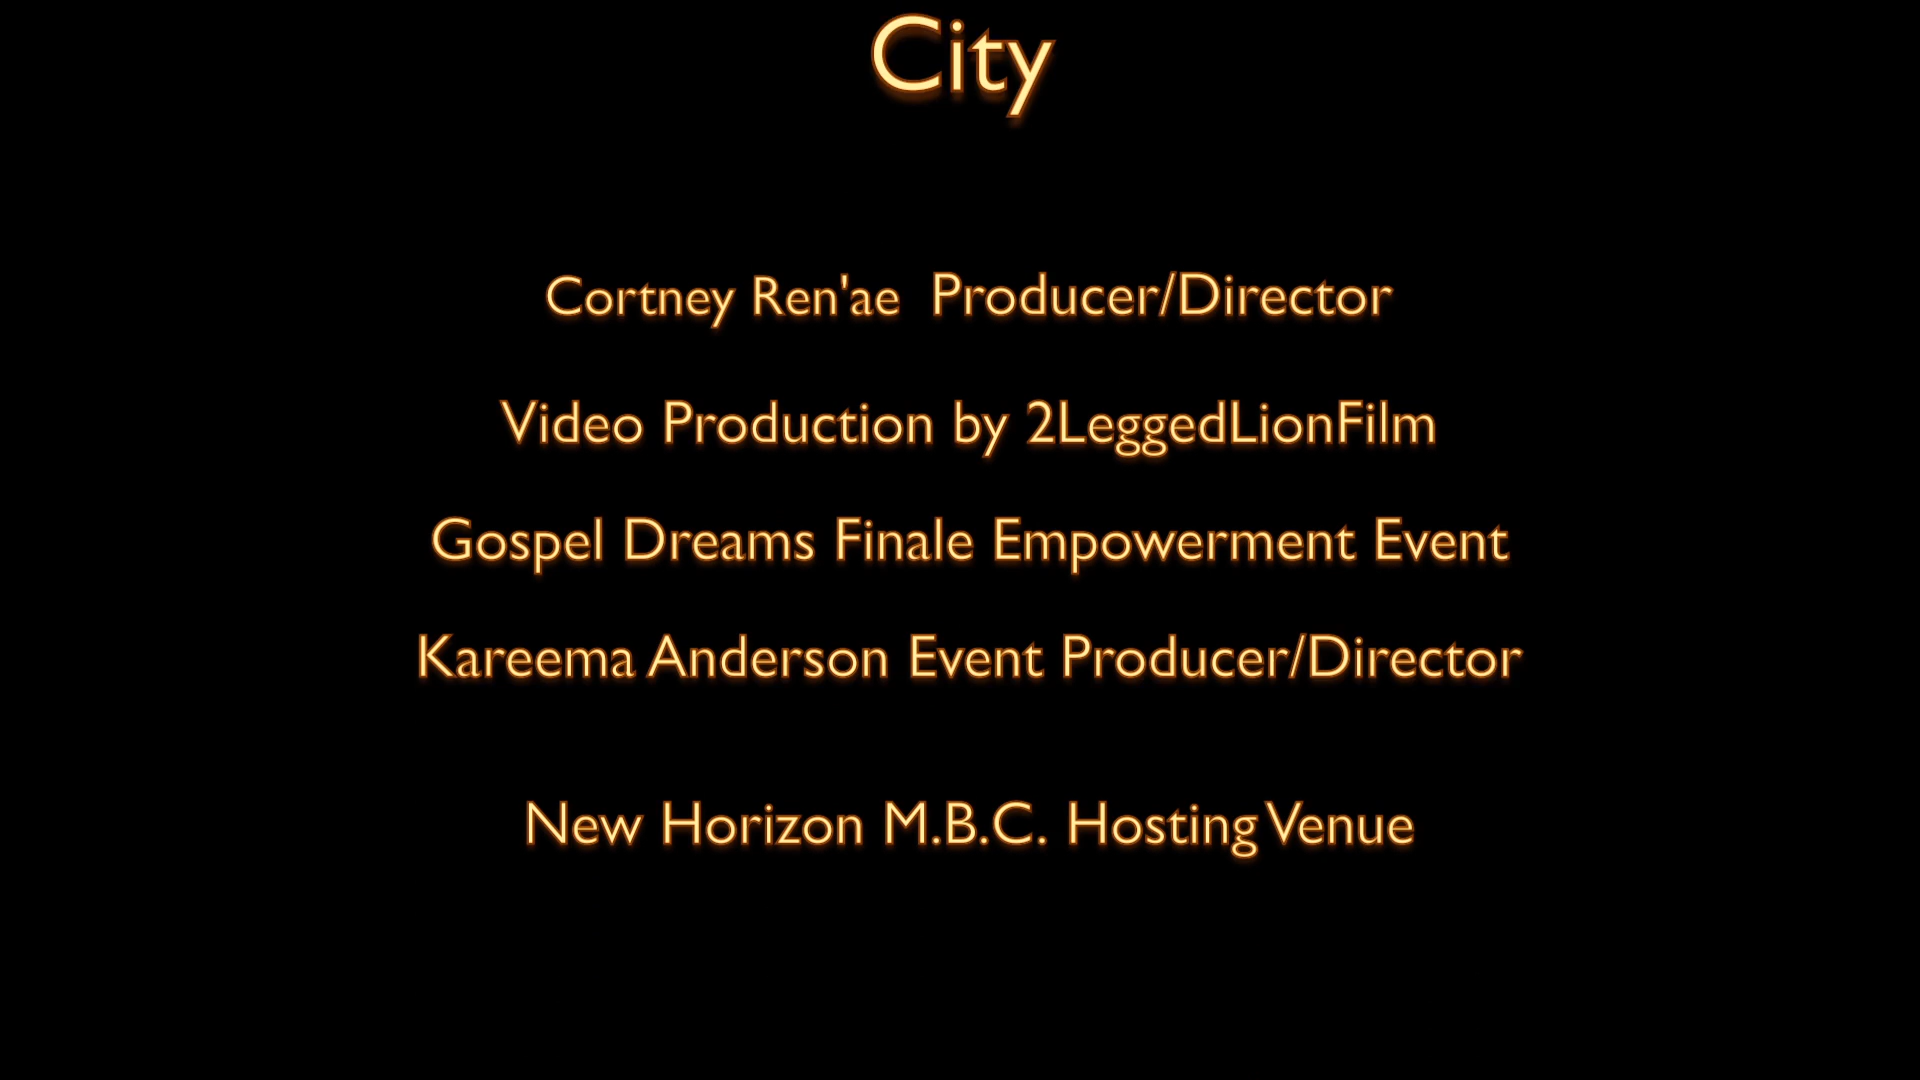 City
Cortney Ren'ae  Producer/Director
Video Production by 2LeggedLionFilm
Gospel Dreams Finale Empowerment Event
Kareema Anderson Event Producer/Director
New Horizon M.B.C. Hosting Venue